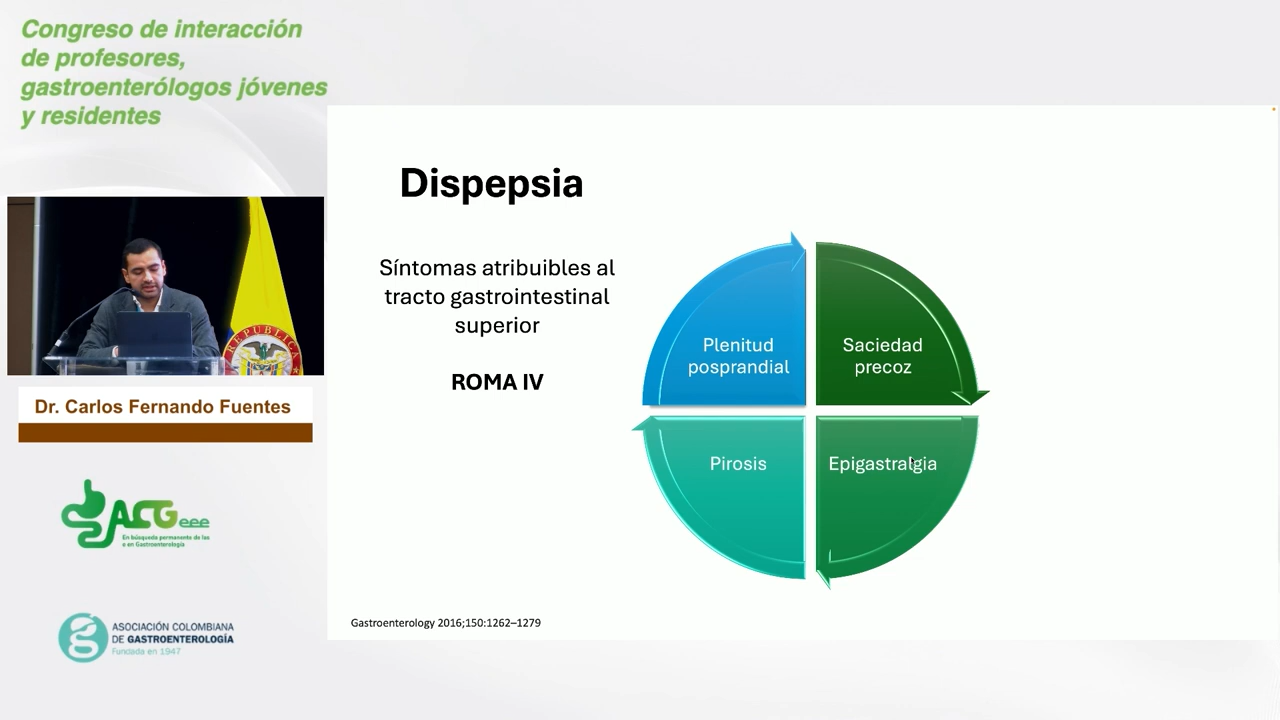 Congreso de interacción
de profesores,
gastroenterólogos jóvenes
y residentes
Dispepsia
Síntomas atribuibles al
tracto gastrointestinal
superior
ROMA IV
Plenitud
posprandial
Saciedad
precoz
Pirosis
Epigastralgia
Gastroenterology 2016;150:1262–1279
REPÚBLICA
Dr. Carlos Fernando Fuentes
ACGeee
En búsqueda permanente de las
e en Gastroenterología
ASOCIACIÓN COLOMBIANA
DE GASTROENTEROLOGÍA
Fundada en 1947